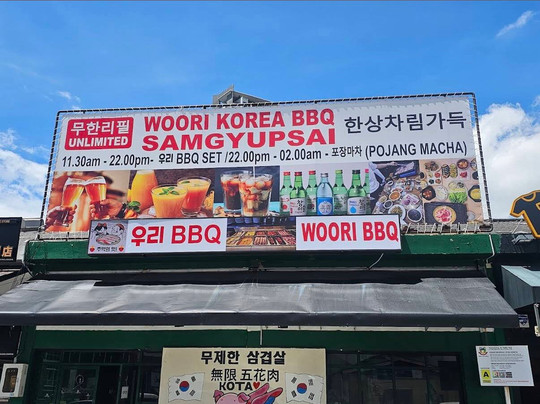 무한리필
UNLIMITED
WOORI KOREA BBQ
SAMGYUPSAI
한상차림가득
11.30am - 22.00pm- 우리 BBQ SET /22.00pm - 02.00am - 포장마차 (POJANG MACHA)
우리 BBQ
WOORI BBQ
무제한 삼겹살
無限 五花肉
KOTA
A